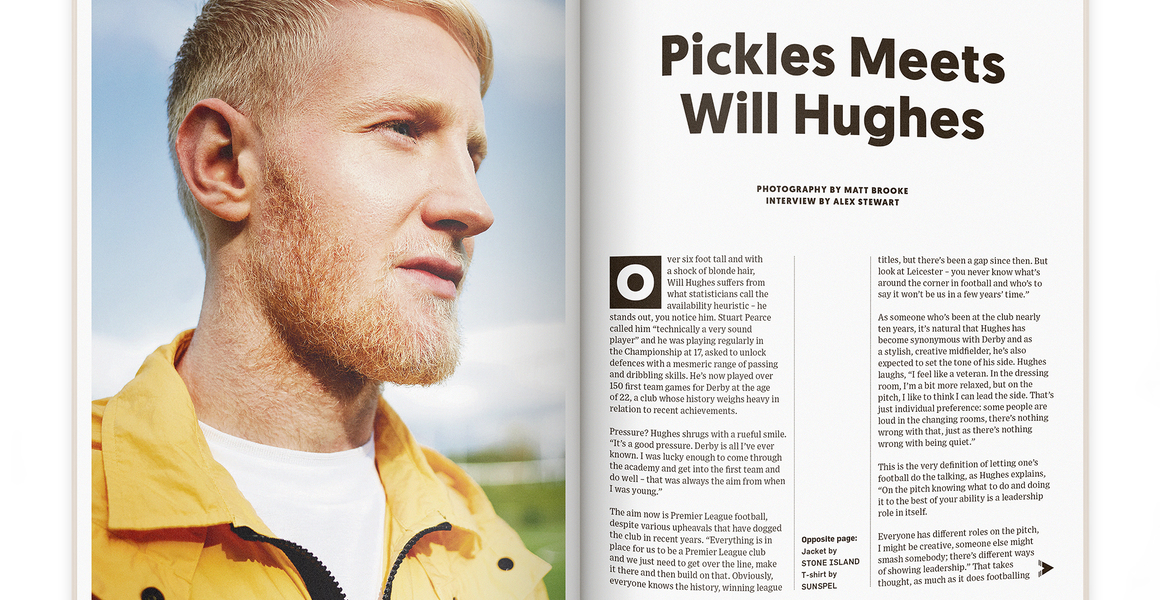 Pickles Meets
Will Hughes
PHOTOGRAPHY BY MATT BROOKE
INTERVIEW BY ALEX STEWART
Over six foot tall and with
a shock of blonde hair,
Will Hughes suffers from
what statisticians call the
availability heuristic – he
stands out, you notice him. Stuart Pearce
called him “technically a very sound
player” and he was playing regularly in
the Championship at 17, asked to unlock
defences with a mesmeric range of passing
and dribbling skills. He’s now played over
150 first team games for Derby at the age
of 22, a club whose history weighs heavy in
relation to recent achievements.
Pressure? Hughes shrugs with a rueful smile.
“It’s a good pressure. Derby is all I’ve ever
known. I was lucky enough to come through
the academy and get into the first team and
do well – that was always the aim from when
I was young.”
The aim now is Premier League football,
despite various upheavals that have dogged
the club in recent years. “Everything is in
place for us to be a Premier League club
and we just need to get over the line, make
it there and then build on that. Obviously,
everyone knows the history, winning league
Opposite page:
Jacket by
STONE ISLAND
T-shirt by
SUNSPEL
titles, but there’s been a gap since then. But
look at Leicester – you never know what’s
around the corner in football and who’s to
say it won’t be us in a few years’ time.”
As someone who’s been at the club nearly
ten years, it’s natural that Hughes has
become synonymous with Derby and as
a stylish, creative midfielder, he’s also
expected to set the tone of his side. Hughes
laughs, “I feel like a veteran. In the dressing
room, I’m a bit more relaxed, but on the
pitch, I like to think I can lead the side. That’s
just individual preference: some people are
loud in the changing rooms, there’s nothing
wrong with that, just as there’s nothing
wrong with being quiet.”
This is the very definition of letting one’s
football do the talking, as Hughes explains,
“On the pitch knowing what to do and doing
it to the best of your ability is a leadership
role in itself.
Everyone has different roles on the pitch,
I might be creative, someone else might
smash somebody; there’s different ways
of showing leadership.” That takes
thought, as much as it does footballing